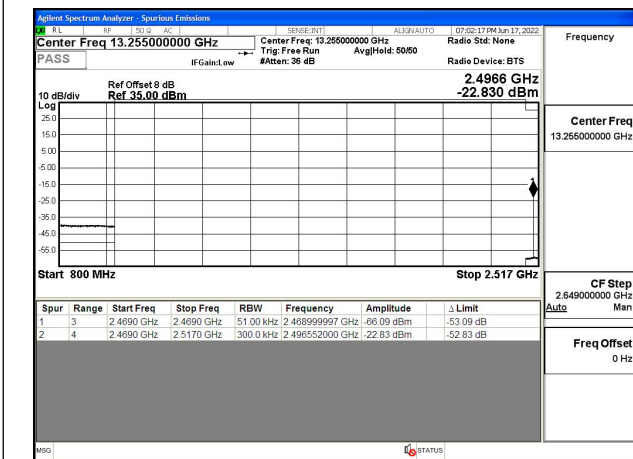 Agilent Spectrum Analyzer - Spurious Emissions
RL RF 50 Ω AC SENSE:INT ALIGN AUTO 07:02:17 PM Jun 17, 2022
Center Freq 13.255000000 GHz Center Freq: 13.255000000 GHz Radio Std: None
Trig: Free Run Avg|Hold: 50/50
PASS IFGain:Low #Atten: 36 dB Radio Device: BTS
Ref Offset 8 dB 2.4966 GHz
10 dB/div Ref 35.00 dBm -22.830 dBm
Log
25.0
15.0
5.00
-5.00
-15.0
-25.0
-35.0
-45.0
-55.0
1
Start 800 MHz Stop 2.517 GHz
Spur Range Start Freq Stop Freq RBW Frequency Amplitude Δ Limit
1 3 2.4690 GHz 2.4690 GHz 51.00 kHz 2.468999997 GHz -66.09 dBm -53.09 dB
2 4 2.4690 GHz 2.5170 GHz 300.0 kHz 2.496552000 GHz -22.83 dBm -52.83 dB
MSG STATUS
Frequency
Center Freq
13.255000000 GHz
CF Step
2.649000000 GHz
Auto Man
Freq Offset
0 Hz